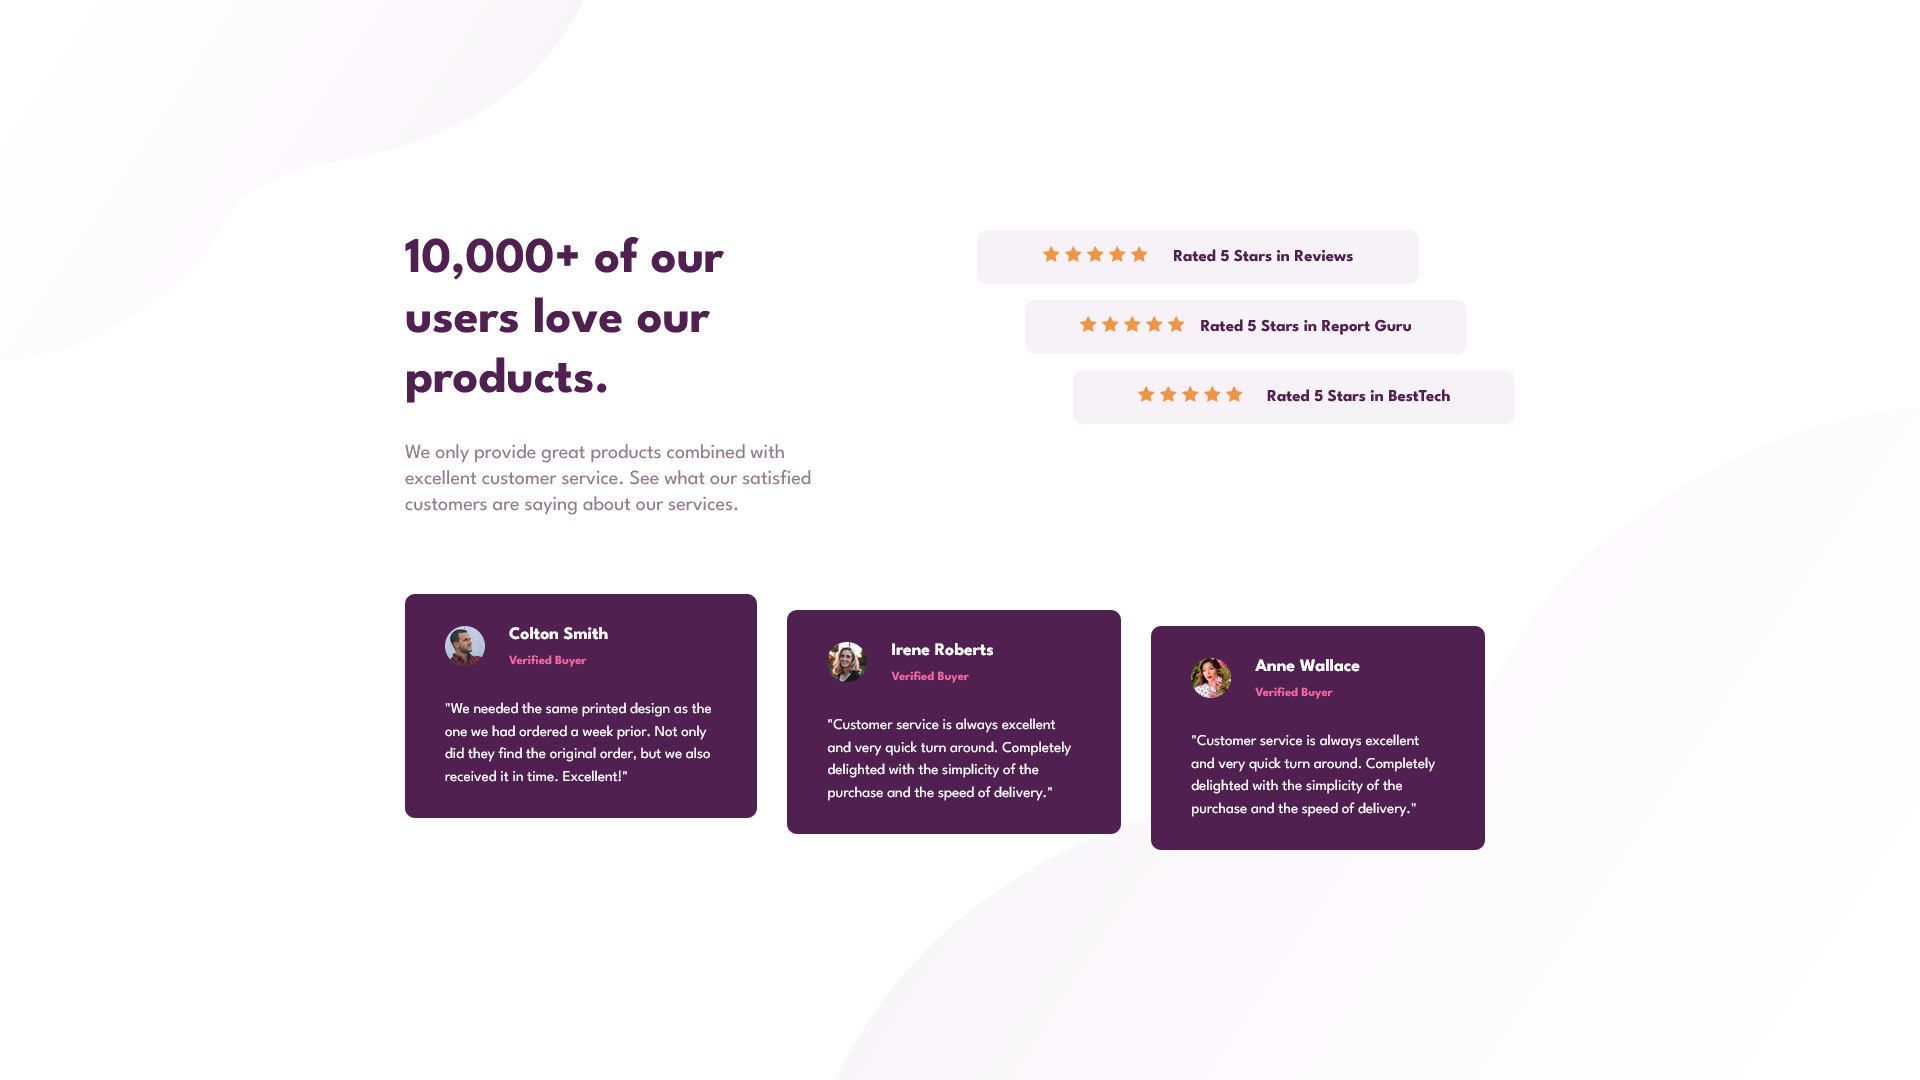 10,000+ of our
users love our
products.
We only provide great products combined with
excellent customer service. See what our satisfied
customers are saying about our services.
Rated 5 Stars in Reviews
Rated 5 Stars in Report Guru
Rated 5 Stars in BestTech
Colton Smith
Verified Buyer
"We needed the same printed design as the
one we had ordered a week prior. Not only
did they find the original order, but we also
received it in time. Excellent!"
Irene Roberts
Verified Buyer
"Customer service is always excellent
and very quick turn around. Completely
delighted with the simplicity of the
purchase and the speed of delivery."
Anne Wallace
Verified Buyer
"Customer service is always excellent
and very quick turn around. Completely
delighted with the simplicity of the
purchase and the speed of delivery."